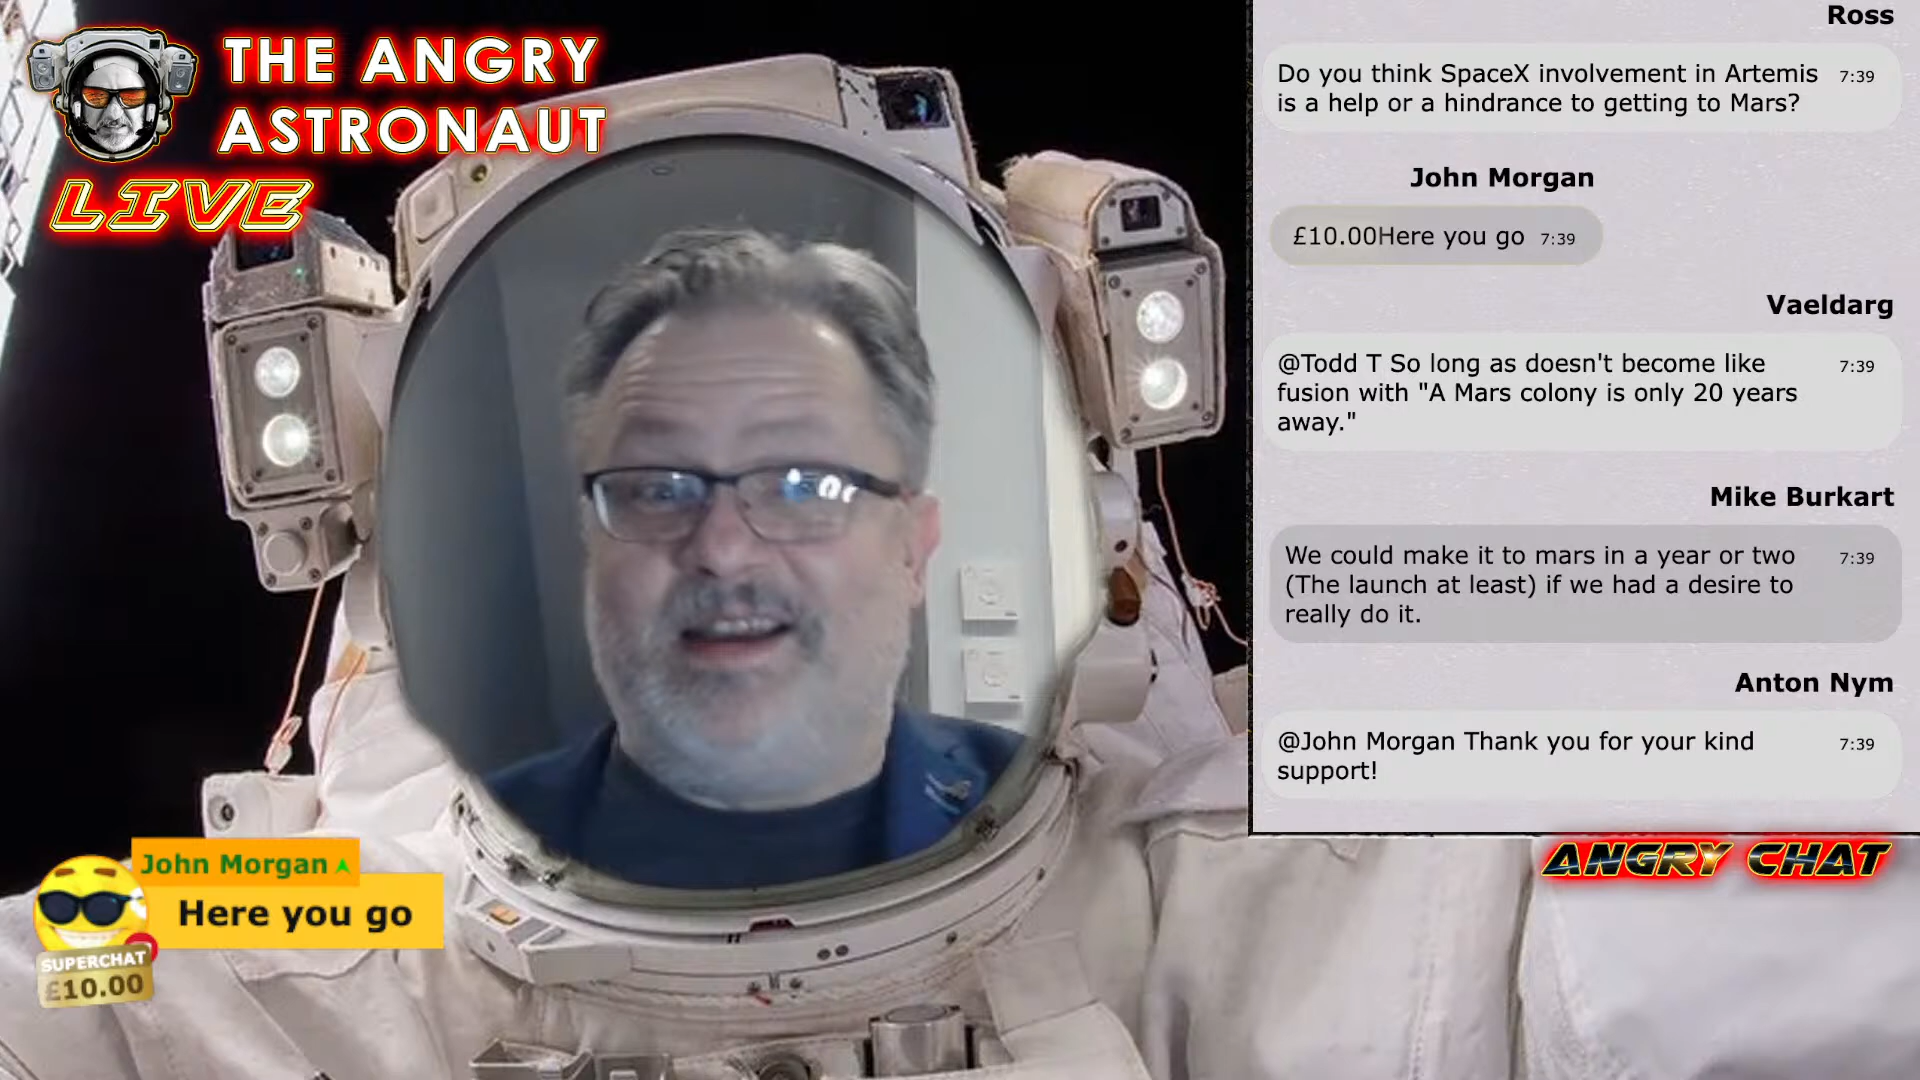 THE ANGRY
ASTRONAUT
LIVE
Ross
Do you think SpaceX involvement in Artemis 7:39
is a help or a hindrance to getting to Mars?
John Morgan
£10.00Here you go 7:39
Vaeldarg
@Todd T So long as doesn't become like 7:39
fusion with "A Mars colony is only 20 years
away."
Mike Burkart
We could make it to mars in a year or two 7:39
(The launch at least) if we had a desire to
really do it.
Anton Nym
@John Morgan Thank you for your kind 7:39
support!
ANGRY CHAT
John Morgan
Here you go
SUPERCHAT
£10.00